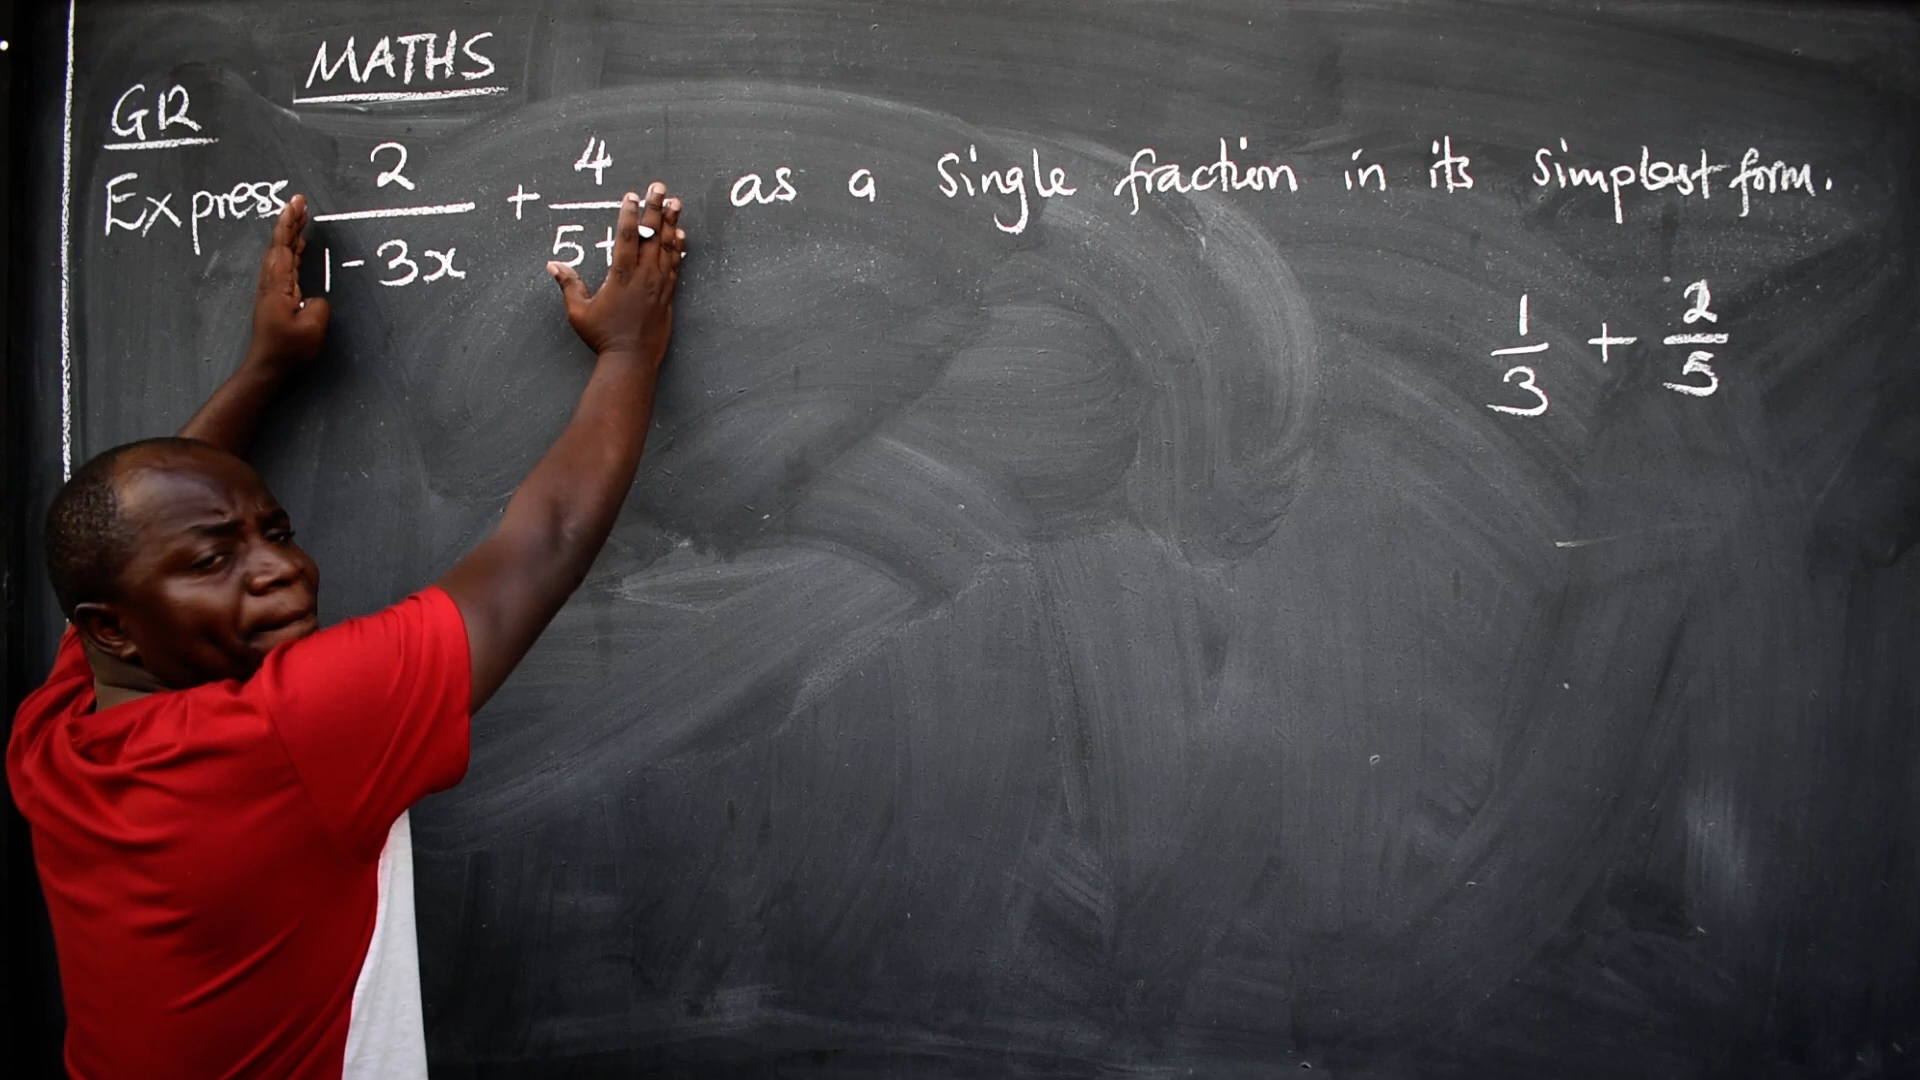 MATHS
G12
Express 2/(1-3x) + 4/(5+ as a single fraction in its simplest form.
1/3 + 2/5